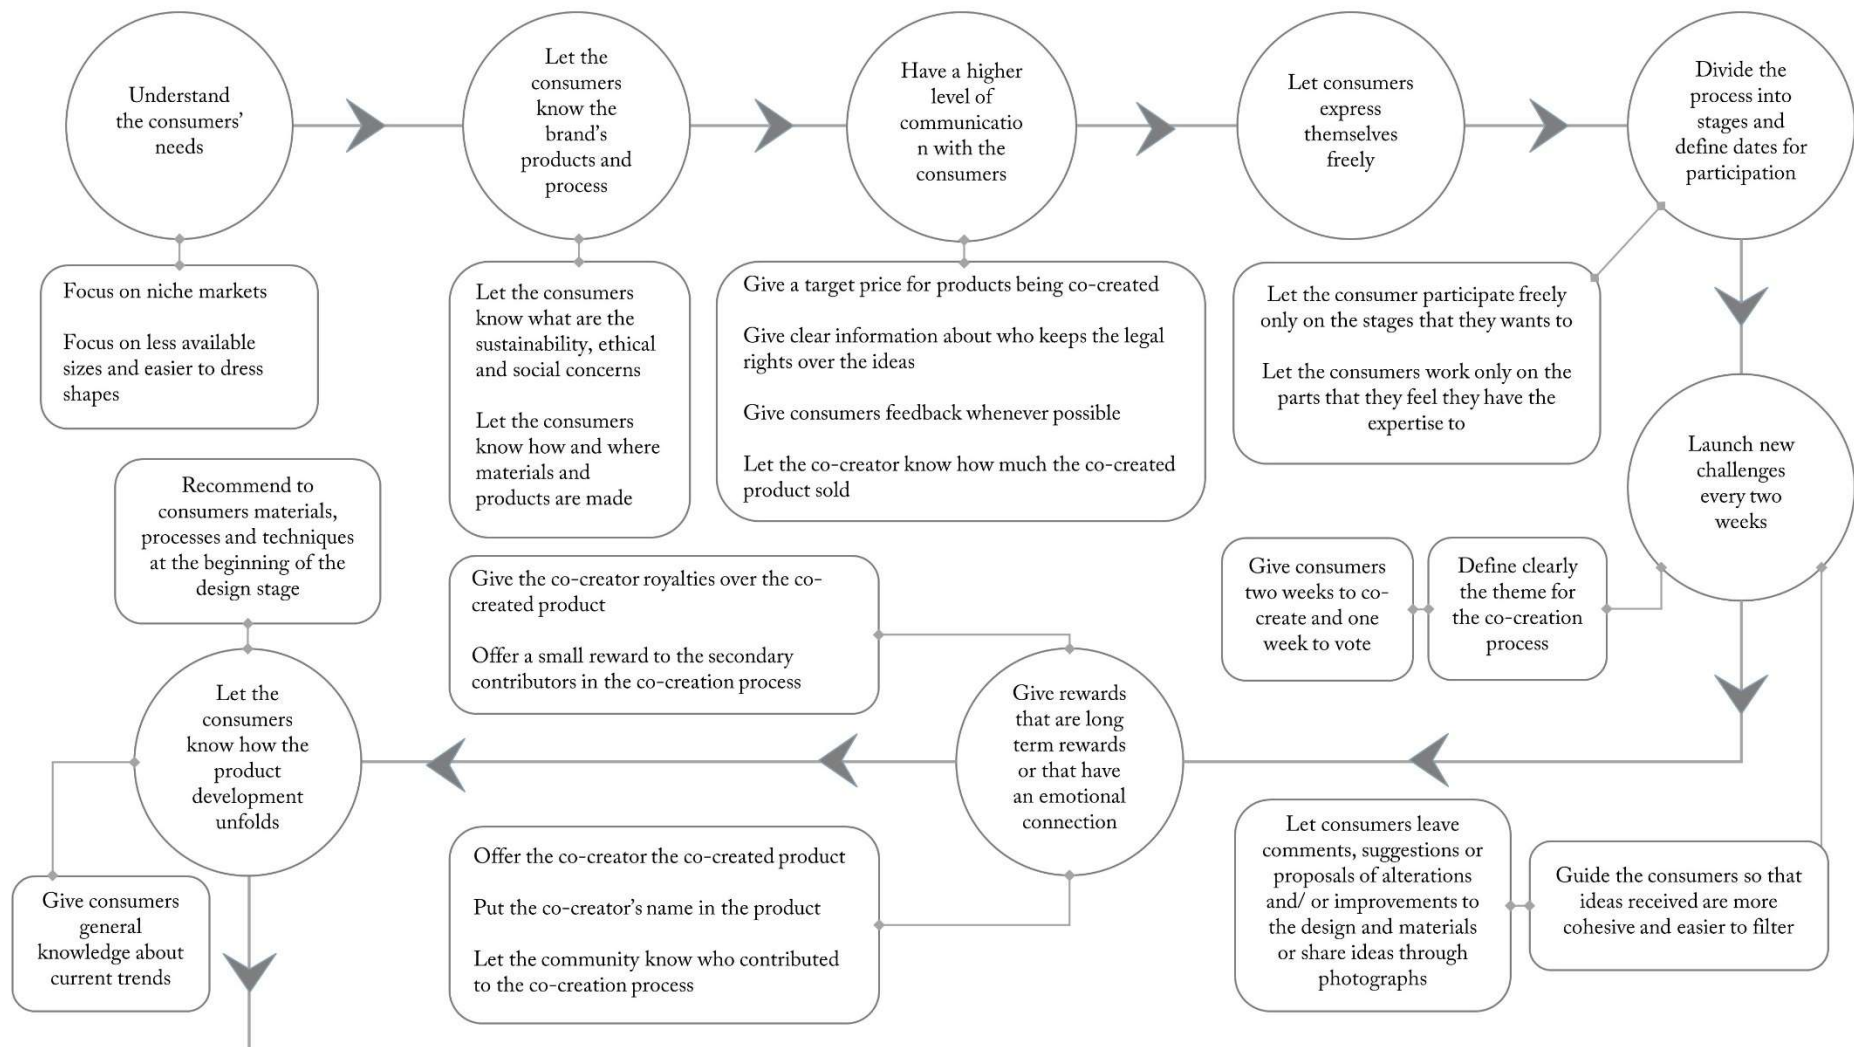 Understand
the consumers'
needs
Let the
consumers
know the
brand's
products and
process
Have a higher
level of
communicatio
n with the
consumers
Let consumers
express
themselves
freely
Divide the
process into
stages and
define dates for
participation
Focus on niche markets
Focus on less available
sizes and easier to dress
shapes
Let the consumers
know what are the
sustainability, ethical
and social concerns
Let the consumers
know how and where
materials and
products are made
Give a target price for products being co-created
Give clear information about who keeps the legal
rights over the ideas
Give consumers feedback whenever possible
Let the co-creator know how much the co-created
product sold
Let the consumer participate freely
only on the stages that they wants to
Let the consumers work only on the
parts that they feel they have the
expertise to
Launch new
challenges
every two
weeks
Give consumers
two weeks to co-
create and one
week to vote
Define clearly
the theme for
the co-creation
process
Recommend to
consumers materials,
processes and techniques
at the beginning of the
design stage
Give the co-creator royalties over the co-
created product
Offer a small reward to the secondary
contributors in the co-creation process
Let the
consumers
know how the
product
development
unfolds
Give rewards
that are long
term rewards
or that have
an emotional
connection
Give consumers
general
knowledge about
current trends
Offer the co-creator the co-created product
Put the co-creator's name in the product
Let the community know who contributed
to the co-creation process
Let consumers leave
comments, suggestions or
proposals of alterations
and/ or improvements to
the design and materials
or share ideas through
photographs
Guide the consumers so that
ideas received are more
cohesive and easier to filter